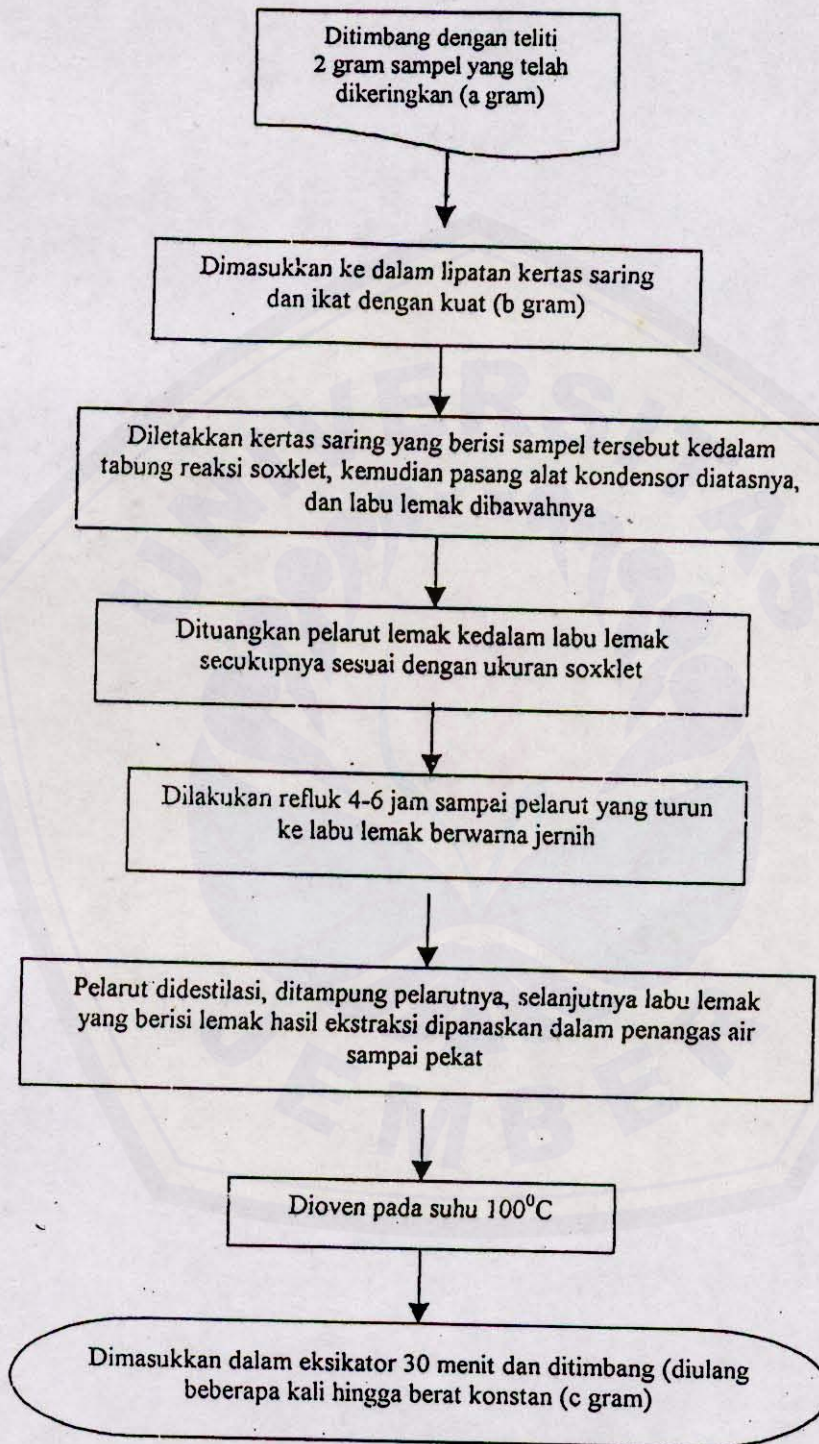 Ditimbang dengan teliti
2 gram sampel yang telah
dikeringkan (a gram)
Dimasukkan ke dalam lipatan kertas saring
dan ikat dengan kuat (b gram)
Diletakkan kertas saring yang berisi sampel tersebut kedalam
tabung reaksi soxklet, kemudian pasang alat kondensor diatasnya,
dan labu lemak dibawahnya
Dituangkan pelarut lemak kedalam labu lemak
secukupnya sesuai dengan ukuran soxklet
Dilakukan refluk 4-6 jam sampai pelarut yang turun
ke labu lemak berwarna jernih
Pelarut didestilasi, ditampung pelarutnya, selanjutnya labu lemak
yang berisi lemak hasil ekstraksi dipanaskan dalam penangas air
sampai pekat
Dioven pada suhu 100⁰C
Dimasukkan dalam eksikator 30 menit dan ditimbang (diulang
beberapa kali hingga berat konstan (c gram)
UNIVERSITAS
JEMBER